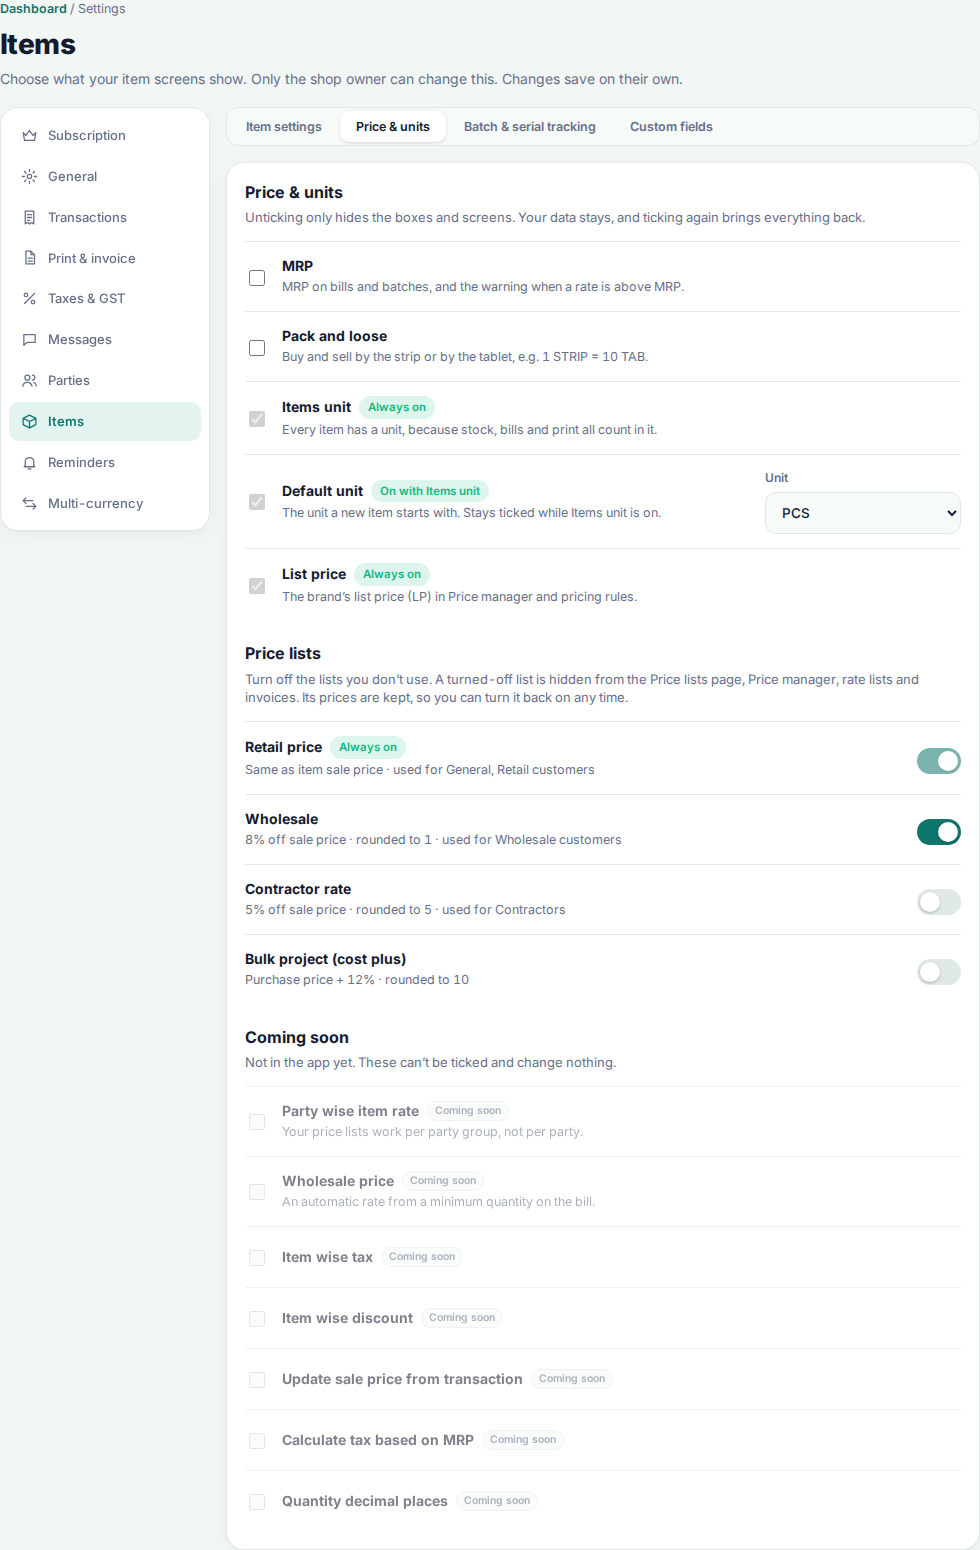 Dashboard / Settings
Items
Choose what your item screens show. Only the shop owner can change this. Changes save on their own.
Subscription
General
Transactions
Print & invoice
Taxes & GST
Messages
Parties
Items
Reminders
Multi-currency
Item settings
Price & units
Batch & serial tracking
Custom fields
Price & units
Unticking only hides the boxes and screens. Your data stays, and ticking again brings everything back.
MRP
MRP on bills and batches, and the warning when a rate is above MRP.
Pack and loose
Buy and sell by the strip or by the tablet, e.g. 1 STRIP = 10 TAB.
Items unit Always on
Every item has a unit, because stock, bills and print all count in it.
Default unit On with Items unit
The unit a new item starts with. Stays ticked while Items unit is on.
Unit
PCS
List price Always on
The brand’s list price (LP) in Price manager and pricing rules.
Price lists
Turn off the lists you don’t use. A turned-off list is hidden from the Price lists page, Price manager, rate lists and
invoices. Its prices are kept, so you can turn it back on any time.
Retail price Always on
Same as item sale price · used for General, Retail customers
Wholesale
8% off sale price · rounded to 1 · used for Wholesale customers
Contractor rate
5% off sale price · rounded to 5 · used for Contractors
Bulk project (cost plus)
Purchase price + 12% · rounded to 10
Coming soon
Not in the app yet. These can’t be ticked and change nothing.
Party wise item rate Coming soon
Your price lists work per party group, not per party.
Wholesale price Coming soon
An automatic rate from a minimum quantity on the bill.
Item wise tax Coming soon
Item wise discount Coming soon
Update sale price from transaction Coming soon
Calculate tax based on MRP Coming soon
Quantity decimal places Coming soon